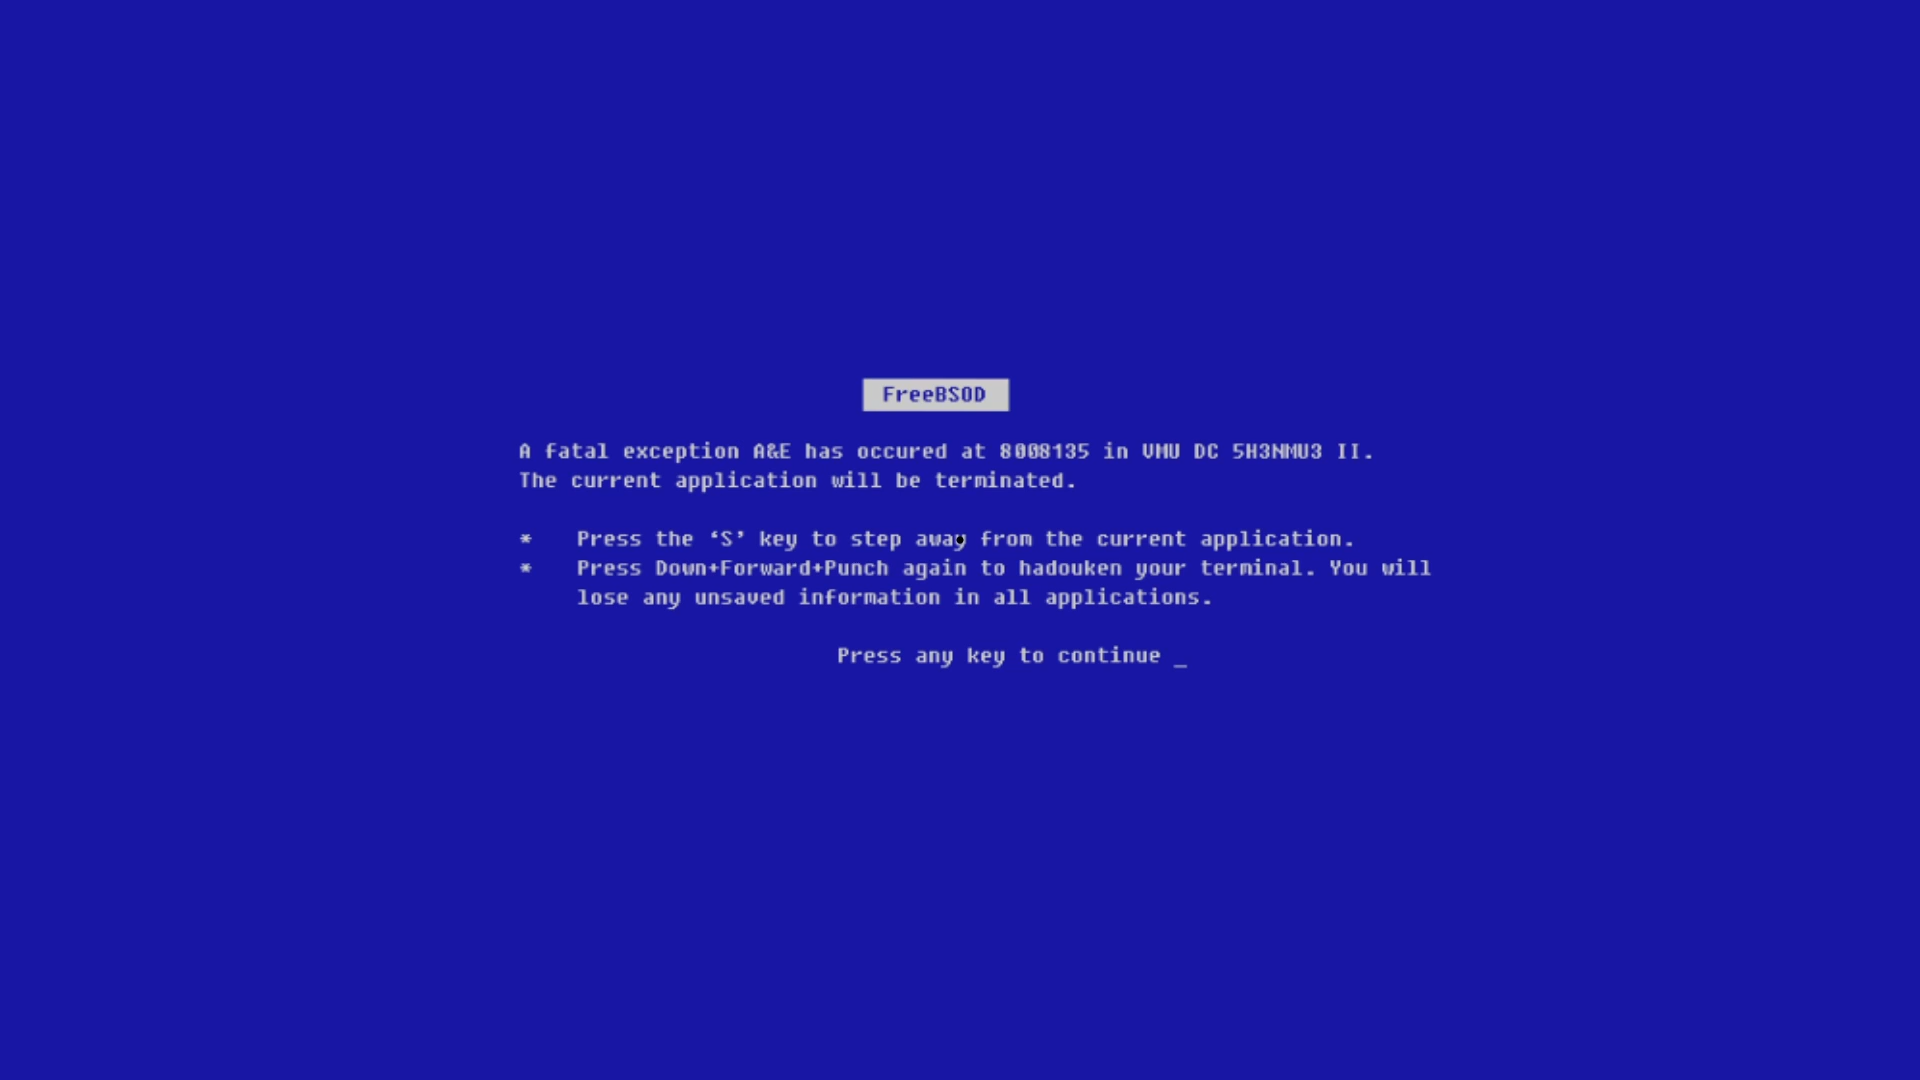 FreeBSOD
A fatal exception A&E has occured at 8008135 in VMU DC 5H3NMU3 II.
The current application will be terminated.
* Press the ‘S’ key to step away from the current application.
* Press Down+Forward+Punch again to hadouken your terminal. You will
lose any unsaved information in all applications.
Press any key to continue _